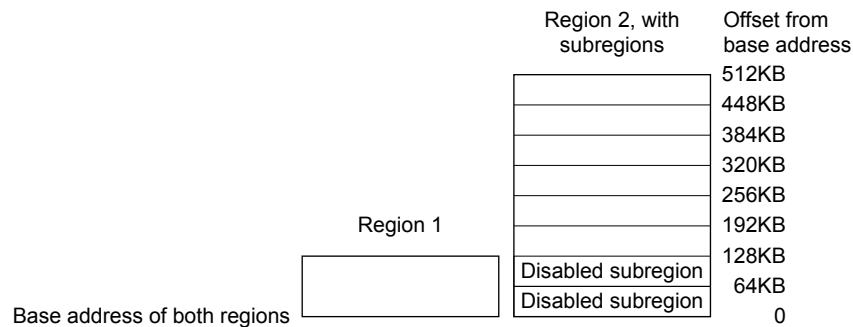 Region 2, with
subregions
Offset from
base address
512KB
448KB
384KB
320KB
256KB
Region 1
192KB
128KB
Disabled subregion
64KB
Disabled subregion
Base address of both regions
0